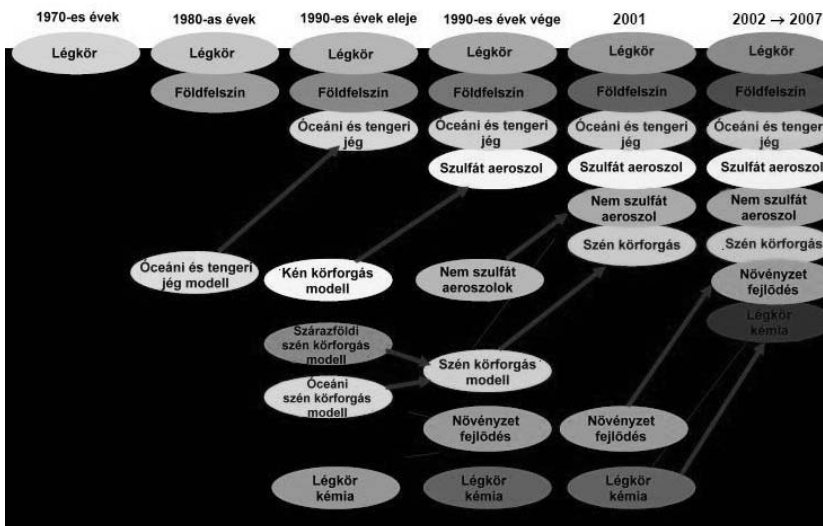 1970-es évek
1980-as évek
1990-es évek eleje
1990-es évek vége
2001
2002 → 2007
Légkör
Légkör
Légkör
Légkör
Légkör
Légkör
Földfelszín
Földfelszín
Földfelszín
Földfelszín
Földfelszín
Óceáni és tengeri
jég
Óceáni és tengeri
jég
Óceáni és tengeri
jég
Óceáni és tengeri
jég
Szulfát aeroszol
Szulfát aeroszol
Szulfát aeroszol
Nem szulfát
aeroszol
Nem szulfát
aeroszol
Szén körforgás
Szén körforgás
Óceáni és tengeri
jég modell
Kén körforgás
modell
Nem szulfát
aeroszolok
Növényzet
fejlődés
Légkör
kémia
Szárazföldi
szén körforgás
modell
Szén körforgás
modell
Óceáni
szén körforgás
modell
Növényzet
fejlődés
Növényzet
fejlődés
Légkör
kémia
Légkör
kémia
Légkör
kémia